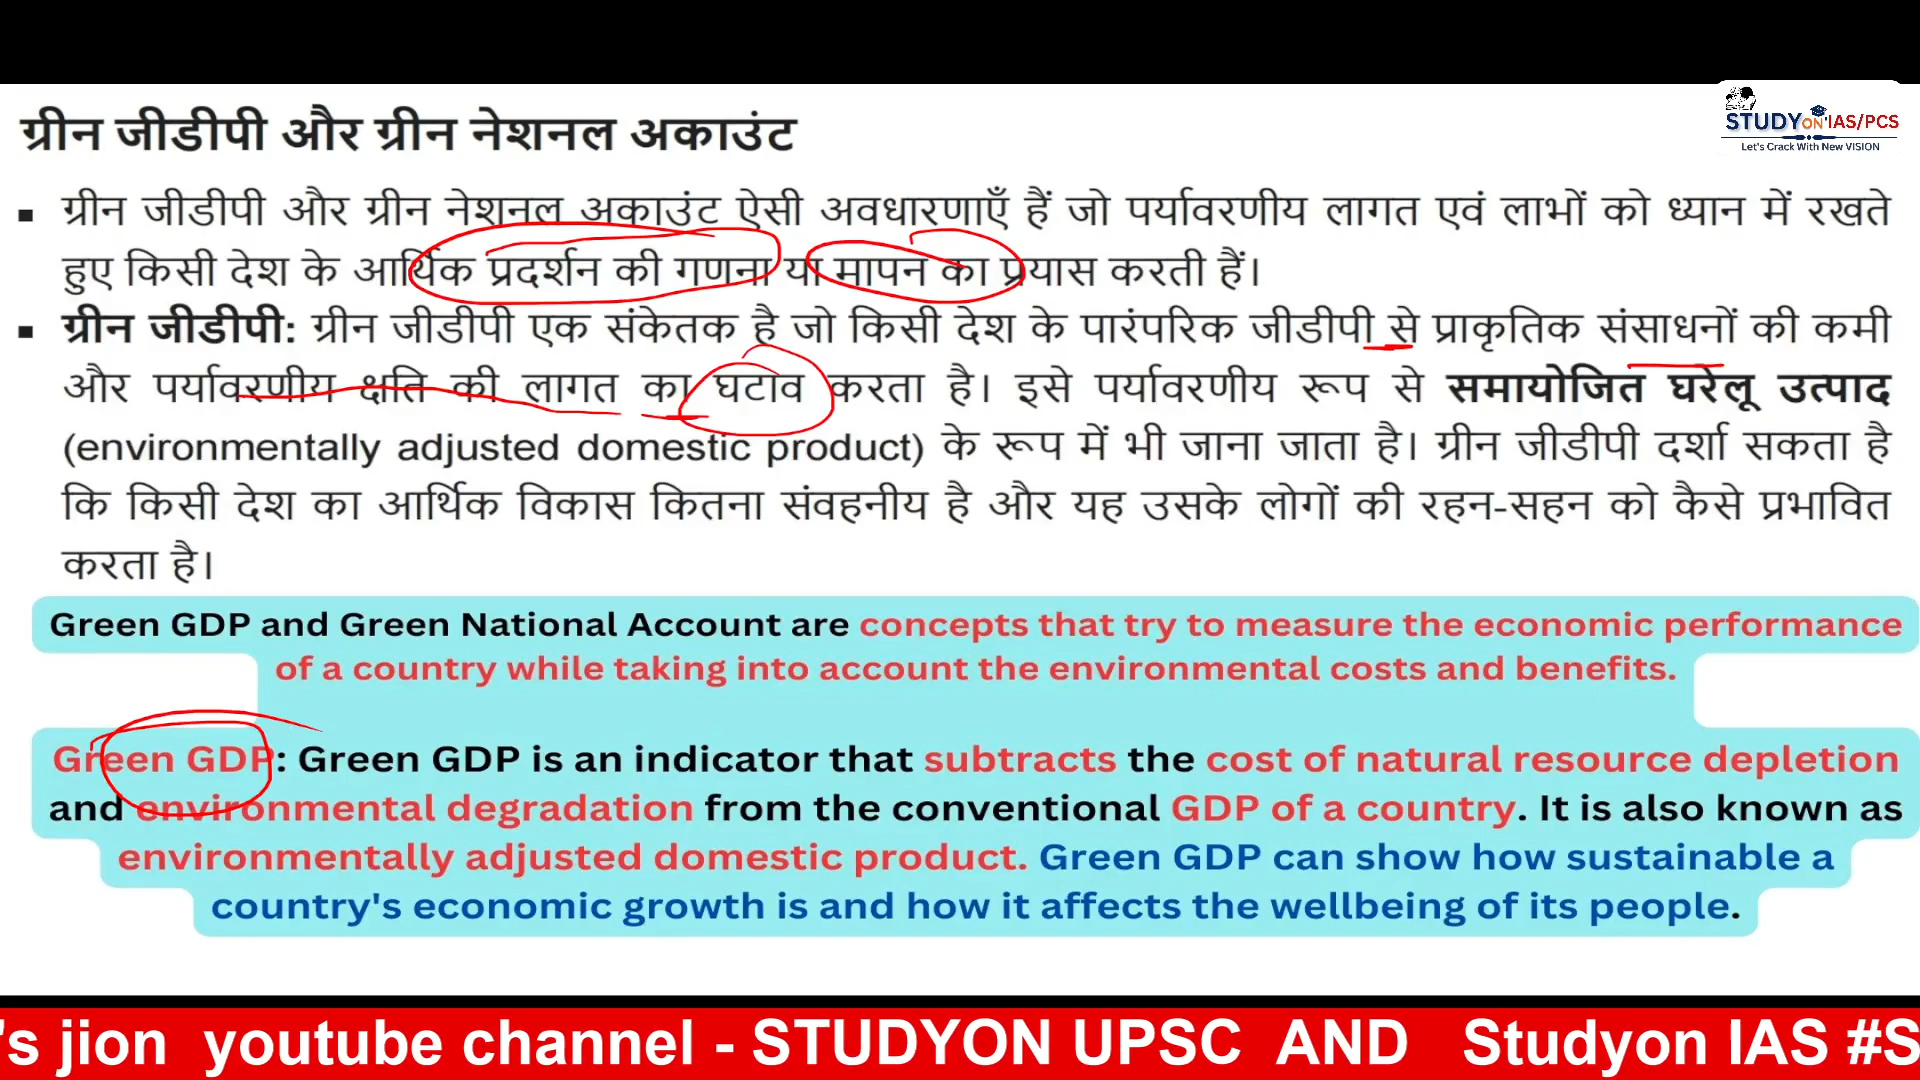 ग्रीन जीडीपी और ग्रीन नेशनल अकाउंट
STUDYON IAS/PCS
Let's Crack With New VISION
▪ ग्रीन जीडीपी और ग्रीन नेशनल अकाउंट ऐसी अवधारणाएँ हैं जो पर्यावरणीय लागत एवं लाभों को ध्यान में रखते
हुए किसी देश के आर्थिक प्रदर्शन की गणना या मापन का प्रयास करती हैं।
▪ ग्रीन जीडीपी: ग्रीन जीडीपी एक संकेतक है जो किसी देश के पारंपरिक जीडीपी से प्राकृतिक संसाधनों की कमी
और पर्यावरणीय क्षति की लागत का घटाव करता है। इसे पर्यावरणीय रूप से समायोजित घरेलू उत्पाद
(environmentally adjusted domestic product) के रूप में भी जाना जाता है। ग्रीन जीडीपी दर्शा सकता है
कि किसी देश का आर्थिक विकास कितना संवहनीय है और यह उसके लोगों की रहन-सहन को कैसे प्रभावित
करता है।
Green GDP and Green National Account are concepts that try to measure the economic performance
of a country while taking into account the environmental costs and benefits.
Green GDP: Green GDP is an indicator that subtracts the cost of natural resource depletion
and environmental degradation from the conventional GDP of a country. It is also known as
environmentally adjusted domestic product. Green GDP can show how sustainable a
country's economic growth is and how it affects the wellbeing of its people.
's jion youtube channel - STUDYON UPSC AND Studyon IAS #S